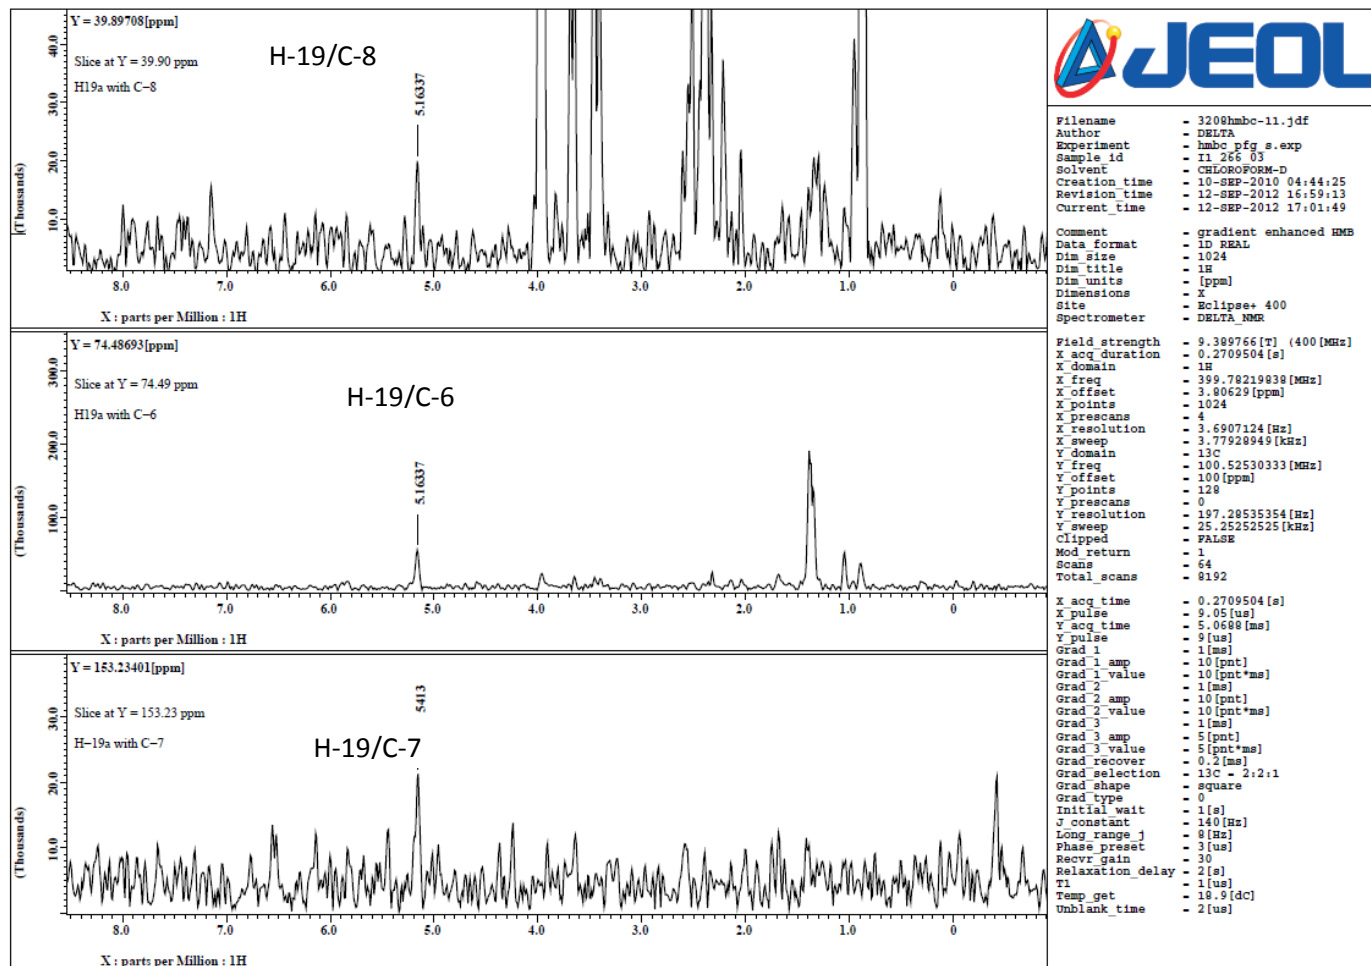 Y = 39.89708[ppm]
Slice at Y = 39.90 ppm
H19a with C-8
H-19/C-8
5.16337
(Thousands)
40.0
30.0
20.0
10.0
8.0 7.0 6.0 5.0 4.0 3.0 2.0 1.0 0
X : parts per Million : 1H
Y = 74.48693[ppm]
Slice at Y = 74.49 ppm
H19a with C-6
H-19/C-6
5.16337
(Thousands)
300.0
200.0
100.0
8.0 7.0 6.0 5.0 4.0 3.0 2.0 1.0 0
X : parts per Million : 1H
Y = 153.23401[ppm]
Slice at Y = 153.23 ppm
H-19a with C-7
H-19/C-7
5413
(Thousands)
30.0
20.0
10.0
8.0 7.0 6.0 5.0 4.0 3.0 2.0 1.0 0
X : parts per Million : 1H
JEOL
Filename - 3208hmbc-11.jdf
Author - DELTA
Experiment - hmbc_pfg_s.exp
Sample_id - I1_266_03
Solvent - CHLOROFORM-D
Creation_time - 10-SEP-2010 04:44:25
Revision_time - 12-SEP-2012 16:59:13
Current_time - 12-SEP-2012 17:01:49
Comment - gradient enhanced HMB
Data_format - 1D REAL
Dim_size - 1024
Dim_title - 1H
Dim_units - [ppm]
Dimensions - X
Site - Eclipse+ 400
Spectrometer - DELTA_NMR
Field_strength - 9.389766[T] (400[MHz]
X_acq_duration - 0.2709504[s]
X_domain - 1H
X_freq - 399.78219838[MHz]
X_offset - 3.80629[ppm]
X_points - 1024
X_prescans - 4
X_resolution - 3.6907124[Hz]
X_sweep - 3.77928949[kHz]
Y_domain - 13C
Y_freq - 100.52530333[MHz]
Y_offset - 100[ppm]
Y_points - 128
Y_prescans - 0
Y_resolution - 197.28535354[Hz]
Y_sweep - 25.25252525[kHz]
Clipped - FALSE
Mod_return - 1
Scans - 64
Total_scans - 8192
X_acq_time - 0.2709504[s]
X_pulse - 9.05[us]
Y_acq_time - 5.0688[ms]
Y_pulse - 9[us]
Grad_1 - 1[ms]
Grad_1_amp - 10[pnt]
Grad_1_value - 10[pnt*ms]
Grad_2 - 1[ms]
Grad_2_amp - 10[pnt]
Grad_2_value - 10[pnt*ms]
Grad_3 - 1[ms]
Grad_3_amp - 5[pnt]
Grad_3_value - 5[pnt*ms]
Grad_recover - 0.2[ms]
Grad_selection - 13C - 2:2:1
Grad_shape - square
Grad_type - 0
Initial_wait - 1[s]
J_constant - 140[Hz]
Long_range_j - 8[Hz]
Phase_preset - 3[us]
Recvr_gain - 30
Relaxation_delay - 2[s]
T1 - 1[us]
Temp_get - 18.9[dC]
Unblank_time - 2[us]